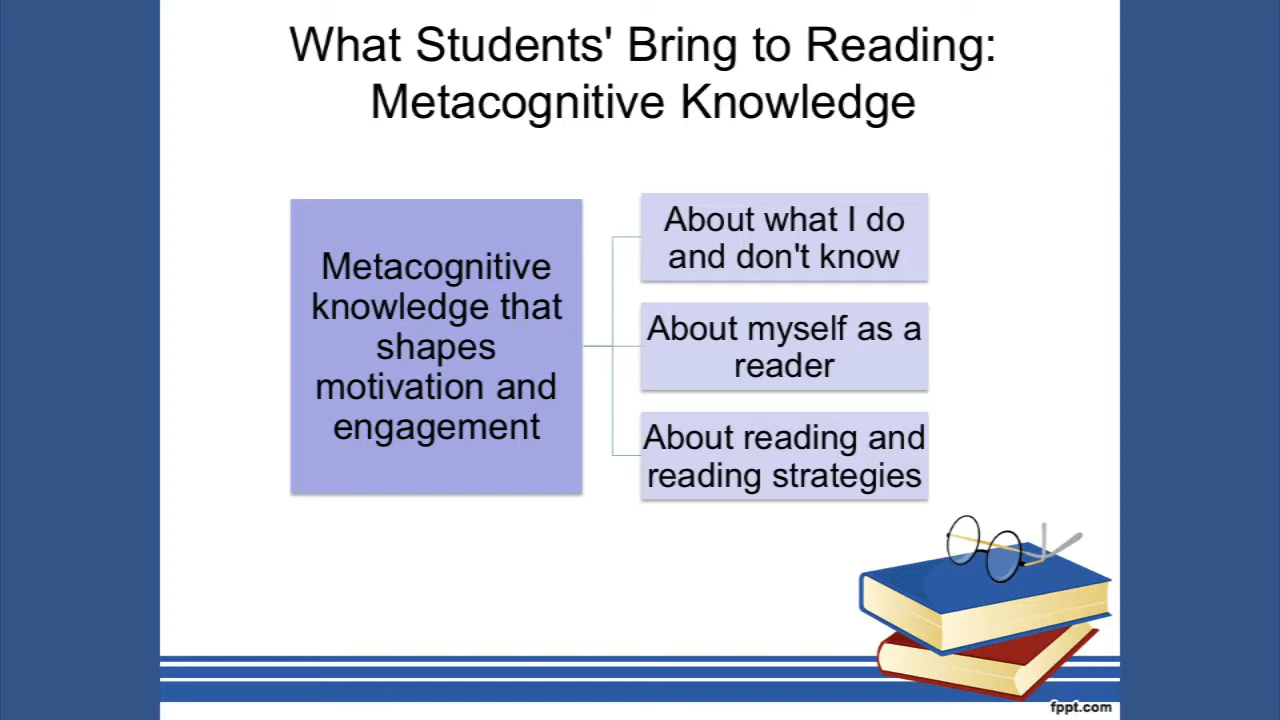 What Students' Bring to Reading:
Metacognitive Knowledge
Metacognitive
knowledge that
shapes
motivation and
engagement
About what I do
and don't know
About myself as a
reader
About reading and
reading strategies
fppt.com